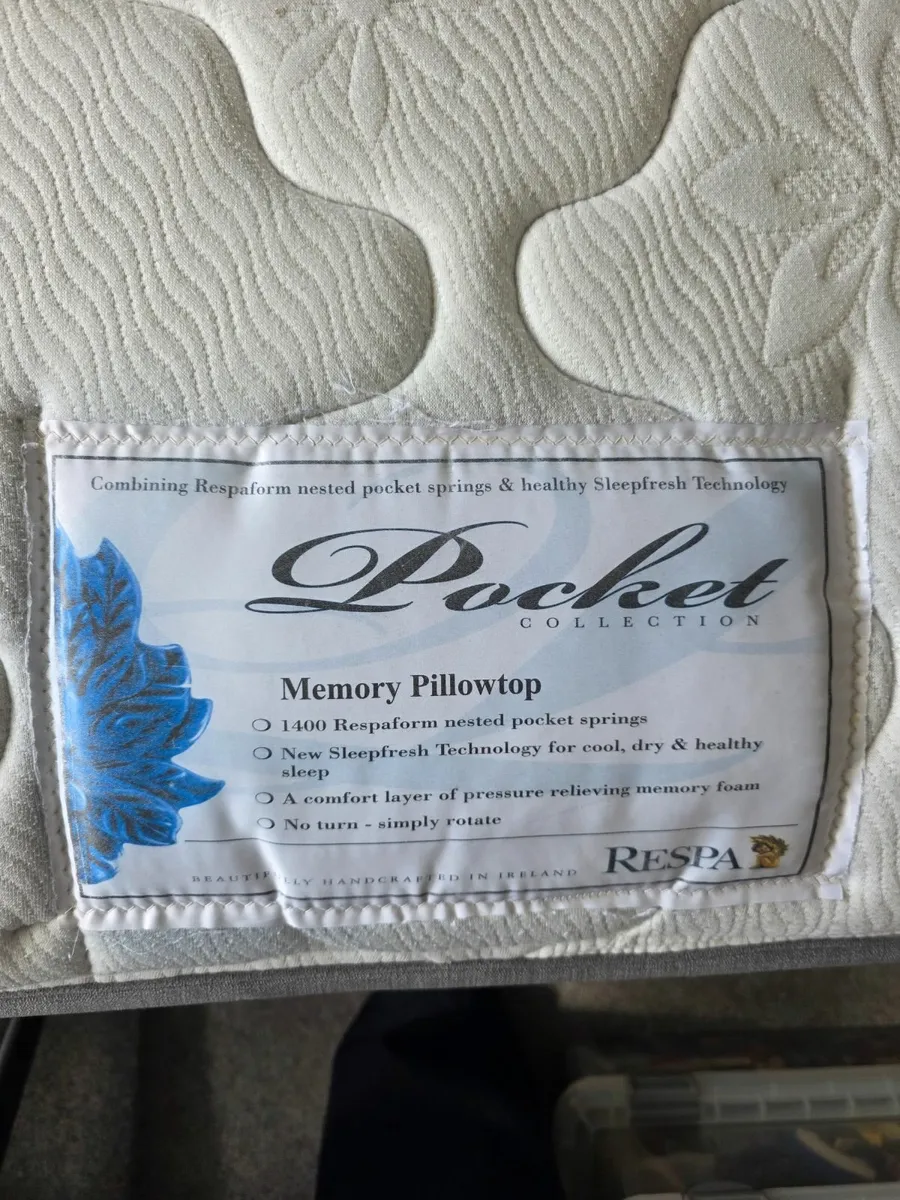 Combining Respaform nested pocket springs & healthy Sleepfresh Technology
Pocket
COLLECTION
Memory Pillowtop
1400 Respaform nested pocket springs
New Sleepfresh Technology for cool, dry & healthy
sleep
A comfort layer of pressure relieving memory foam
No turn - simply rotate
BEAUTIFULLY HANDCRAFTED IN IRELAND
RESPA